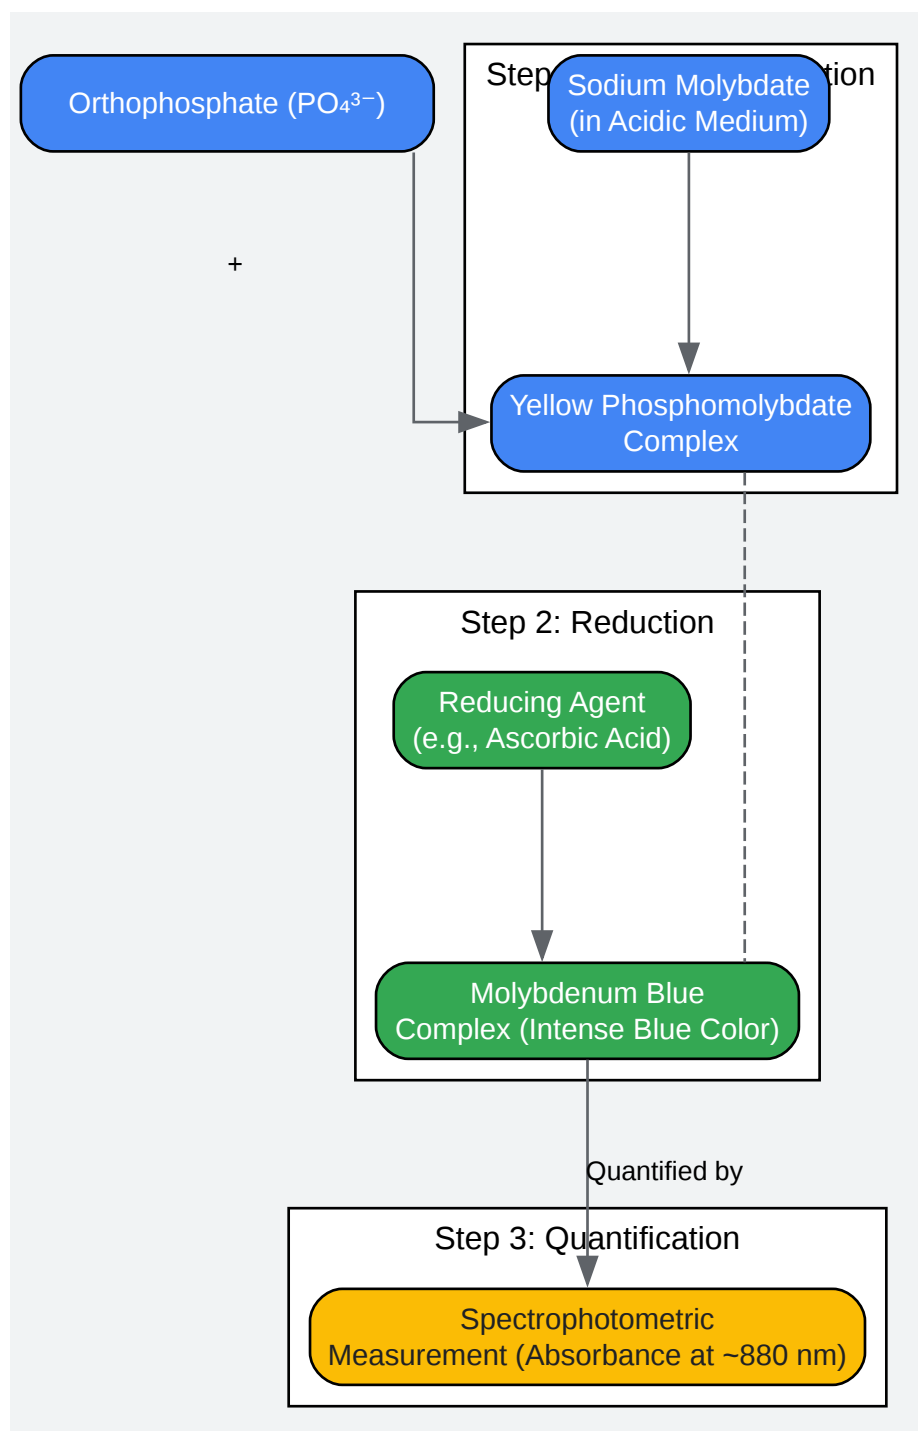 Orthophosphate (PO₄³⁻)
Step
tion
Sodium Molybdate
(in Acidic Medium)
+
Yellow Phosphomolybdate
Complex
Step 2: Reduction
Reducing Agent
(e.g., Ascorbic Acid)
Molybdenum Blue
Complex (Intense Blue Color)
Quantified by
Step 3: Quantification
Spectrophotometric
Measurement (Absorbance at ~880 nm)